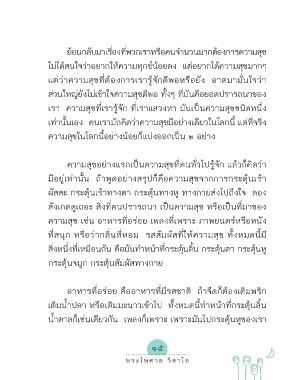 ย้อนกลับมาเรื่องที่พวกเราหรือคนจำนวนมากต้องการความสุข
ไม่ได้สนใจว่าอยากให้ความทุกข์น้อยลง แต่อยากได้ความสุขมากๆ
แต่ว่าความสุขที่ต้องการเรารู้จักดีพอหรือยัง อาตมามั่นใจว่า
ส่วนใหญ่ยังไม่เข้าใจความสุขดีพอ ทั้งๆ ที่มันคือยอดปรารถนาของ
เรา ความสุขที่เรารู้จัก ที่เราแสวงหา มันเป็นความสุขชนิดหนึ่ง
เท่านั้นเอง คนเรามักคิดว่าความสุขมีอย่างเดียวในโลกนี้ แต่ที่จริง
ความสุขในโลกนี้อย่างน้อยก็แบ่งออกเป็น ๒ อย่าง
ความสุขอย่างแรกเป็นความสุขที่คนทั่วไปรู้จัก แล้วก็คิดว่า
มีอยู่เท่านั้น ถ้าพูดอย่างสรุปก็คือความสุขจากการกระตุ้นเร้า
ผัสสะ กระตุ้นเร้าทางตา กระตุ้นทางหู ทางกายส่งไปถึงใจ ลอง
สังเกตดูเถอะ สิ่งที่คนปรารถนา เป็นความสุข หรือเป็นที่มาของ
ความสุข เช่น อาหารที่อร่อย เพลงที่เพราะ ภาพยนตร์หรือหนัง
ที่สนุก หรือว่ากลิ่นที่หอม รสสัมผัสที่ให้ความสุข ทั้งหมดนี้มี
สิ่งหนึ่งที่เหมือนกัน คือมันทำหน้าที่กระตุ้นลิ้น กระตุ้นตา กระตุ้นหู
กระตุ้นจมูก กระตุ้นสัมผัสทางกาย
อาหารที่อร่อย คืออาหารที่มีรสชาติ ถ้าจืดก็ต้องเติมพริก
เติมน้ำปลา หรือเติมมะนาวเข้าไป ทั้งหมดนี้ทำหน้าที่กระตุ้นลิ้น
น้ำตาลก็เช่นเดียวกัน เพลงก็เพราะ เพราะมันไปกระตุ้นหูของเรา
๑๕
พระไพศาล วิสาโล